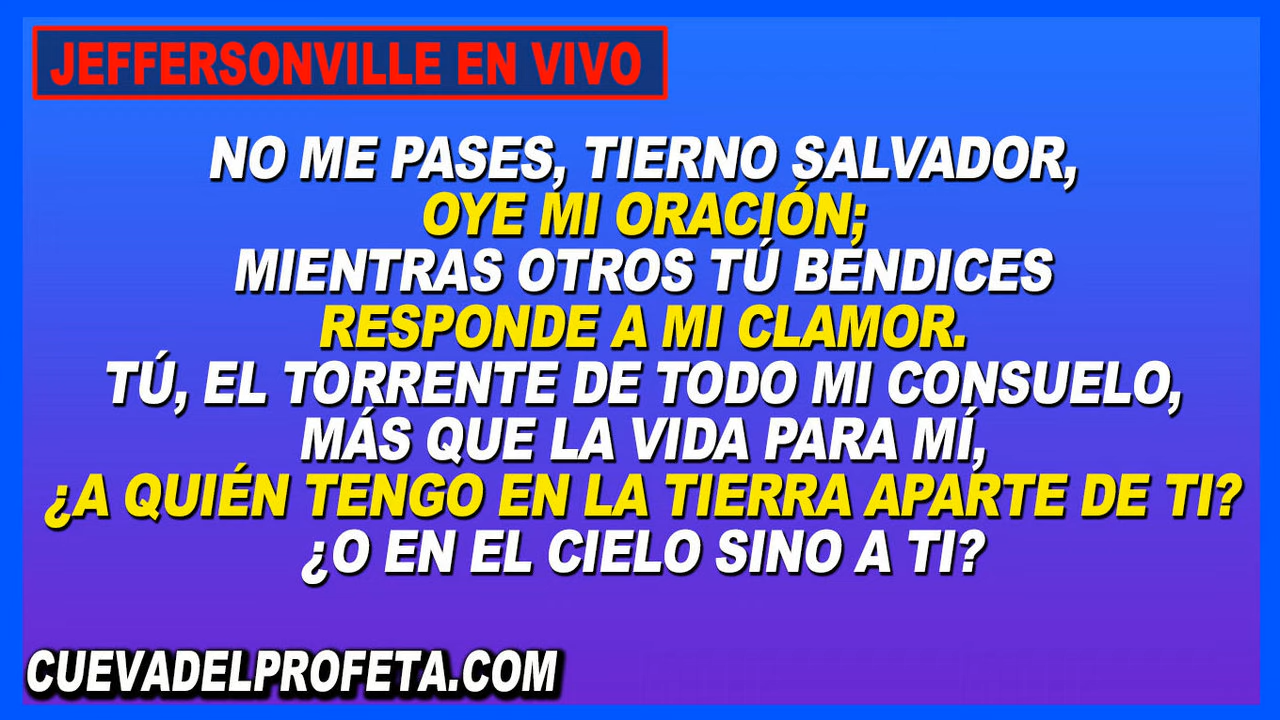 JEFFERSONVILLE EN VIVO
NO ME PASES, TIERNO SALVADOR,
OYE MI ORACIÓN;
MIENTRAS OTROS TÚ BENDICES
RESPONDE A MI CLAMOR.
TÚ, EL TORRENTE DE TODO MI CONSUELO,
MÁS QUE LA VIDA PARA MÍ,
¿A QUIÉN TENGO EN LA TIERRA APARTE DE TI?
¿O EN EL CIELO SINO A TI?
CUEVADELPROFETA.COM